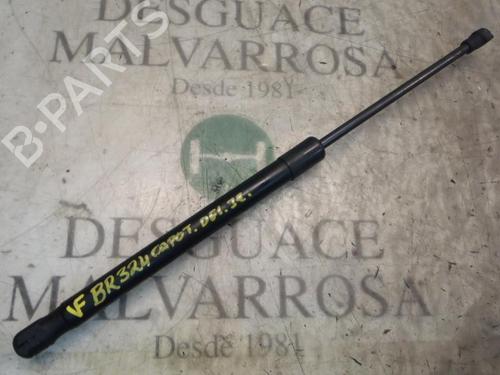 DESGUACE
MALVARROSA
Desde 1981
B-PARTS
VF BR324 CAPOT. DEL. IZ.
DESGUACE
MALVARROSA
Desde 1981